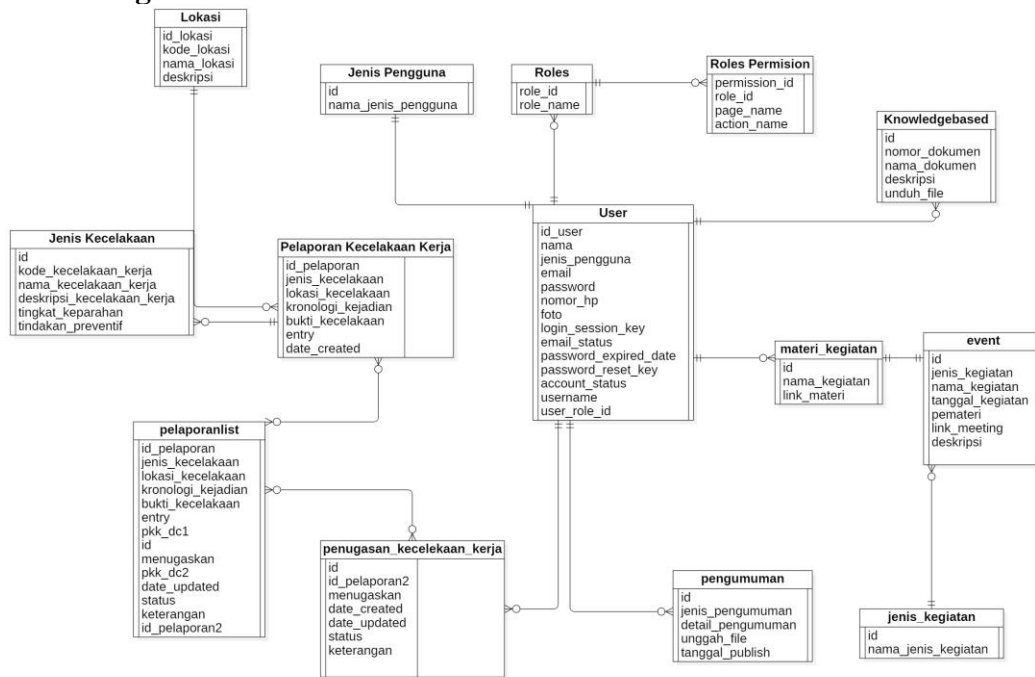 Lokasi
id_lokasi
kode_lokasi
nama_lokasi
deskripsi
Jenis Pengguna
id
nama_jenis_pengguna
Roles
role_id
role_name
Roles Permision
permission_id
role_id
page_name
action_name
Knowledgebased
id
nomor_dokumen
nama_dokumen
deskripsi
unduh_file
Jenis Kecelakaan
id
kode_kecelakaan_kerja
nama_kecelakaan_kerja
deskripsi_kecelakaan_kerja
tingkat_keparahan
tindakan_preventif
Pelaporan Kecelakaan Kerja
id_pelaporan
jenis_kecelakaan
lokasi_kecelakaan
kronologi_kejadian
bukti_kecelakaan
entry
date_created
User
id_user
nama
jenis_pengguna
email
password
nomor_hp
foto
login_session_key
email_status
password_expired_date
password_reset_key
account_status
username
user_role_id
materi_kegiatan
id
nama_kegiatan
link_materi
event
id
jenis_kegiatan
nama_kegiatan
tanggal_kegiatan
pemateri
link_meeting
deskripsi
pelaporanlist
id_pelaporan
jenis_kecelakaan
lokasi_kecelakaan
kronologi_kejadian
bukti_kecelakaan
entry
pkk_dc1
id
menugaskan
pkk_dc2
date_updated
status
keterangan
id_pelaporan2
penugasan_kecelekaan_kerja
id
id_pelaporan2
menugaskan
date_created
date_updated
status
keterangan
pengumuman
id
jenis_pengumuman
detail_pengumuman
unggah_file
tanggal_publish
jenis_kegiatan
id
nama_jenis_kegiatan